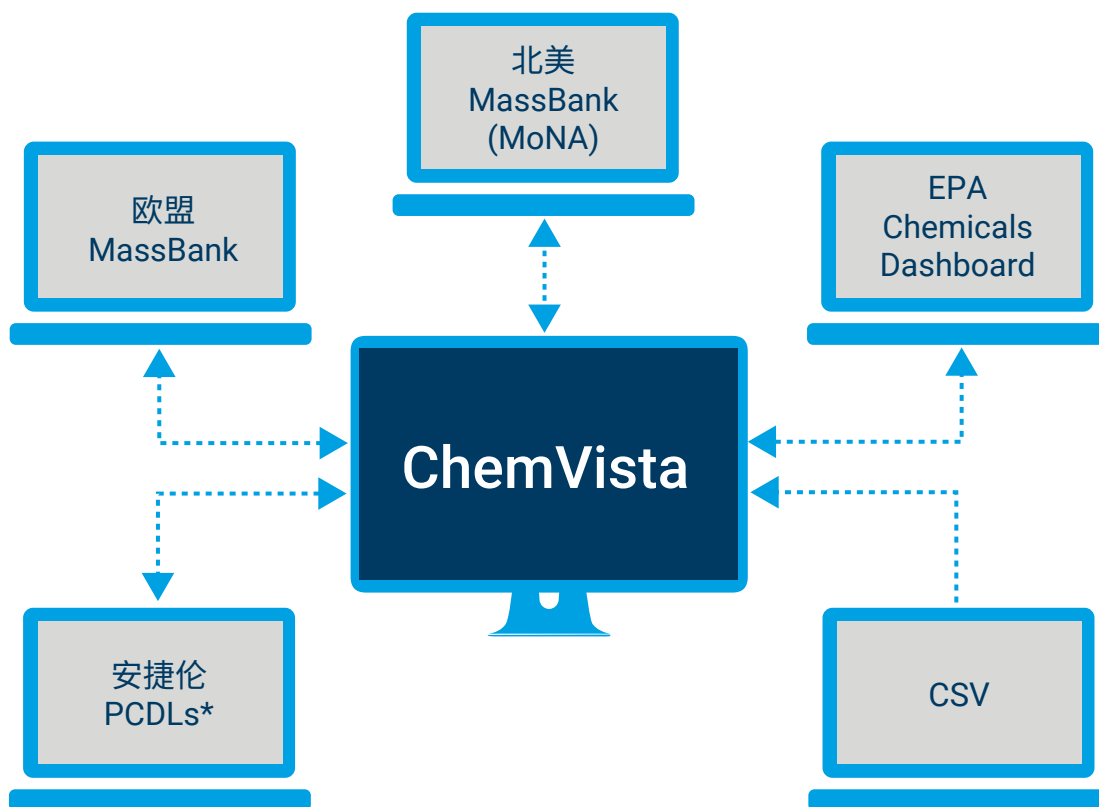 北美
MassBank
(MoNA)
欧盟
MassBank
EPA
Chemicals
Dashboard
ChemVista
安捷伦
PCDLs*
CSV